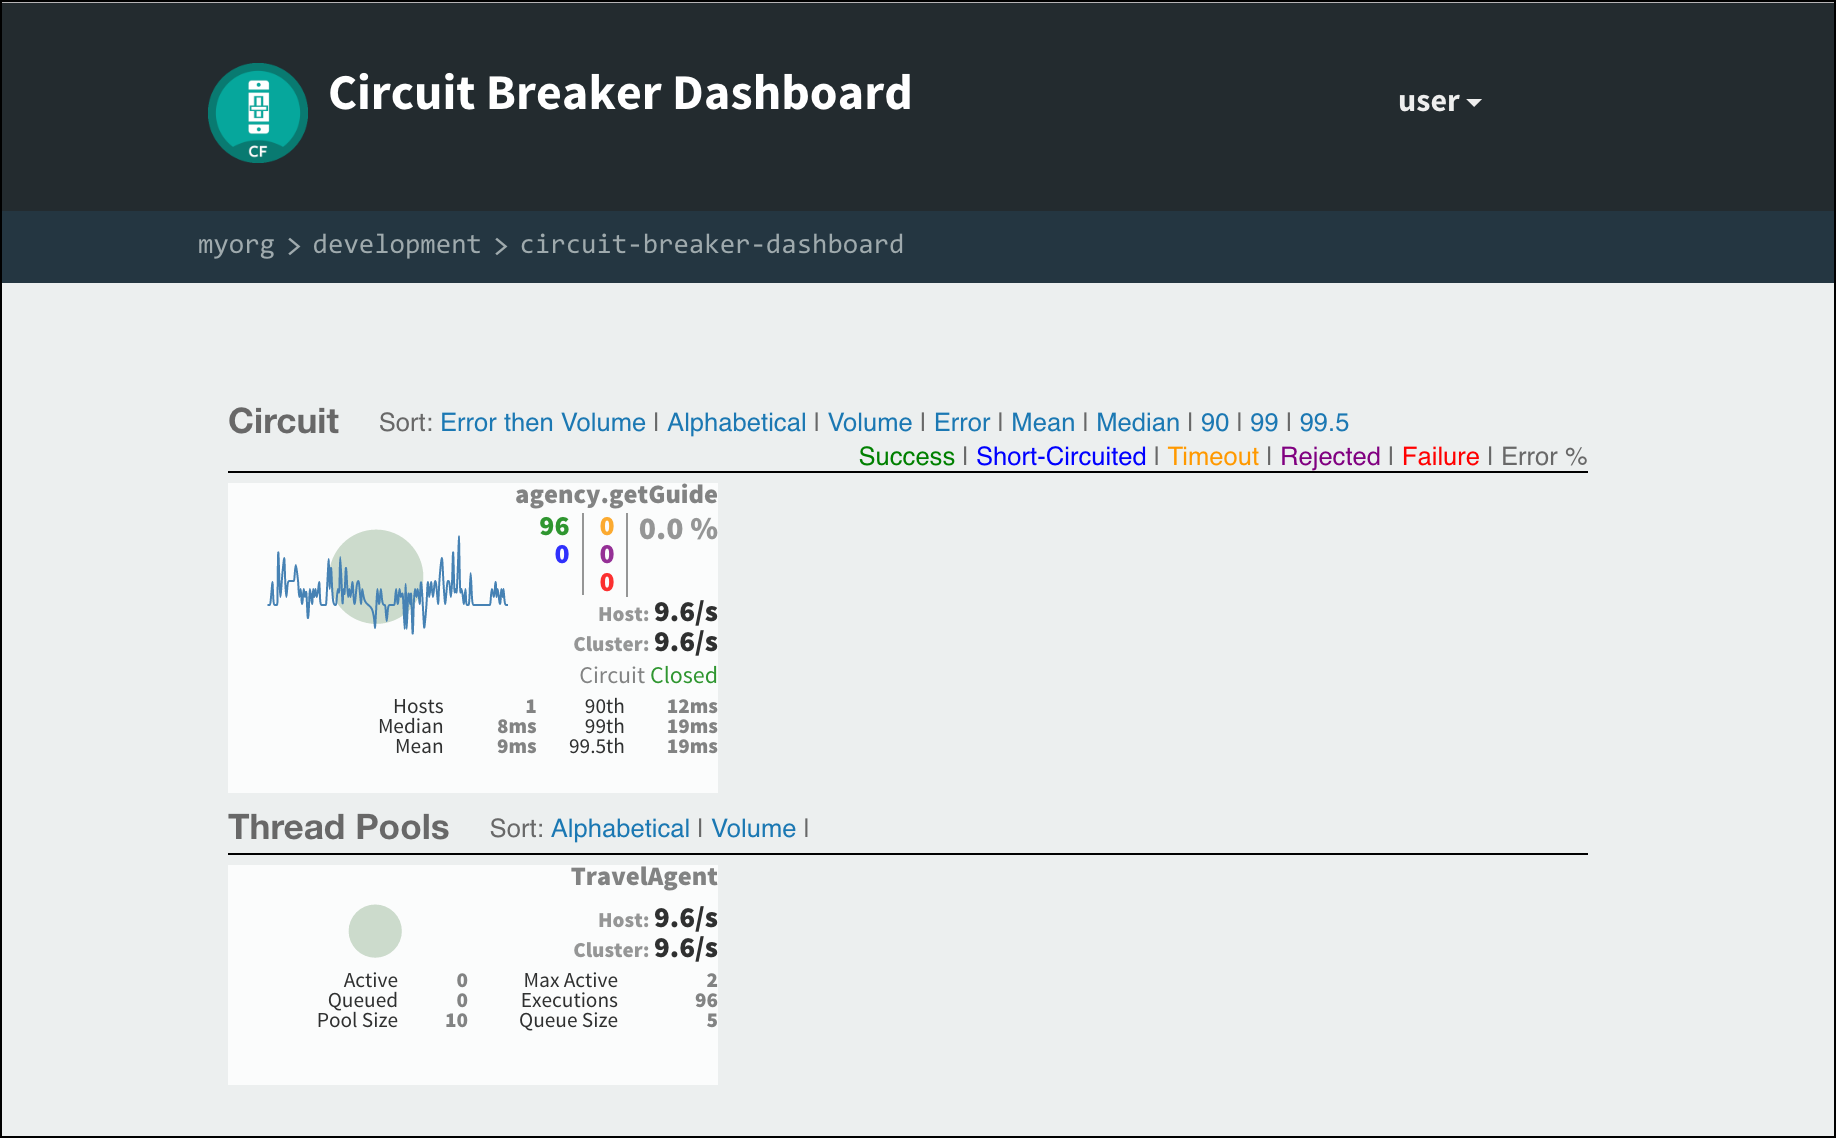 Circuit Breaker Dashboard
user
CF
myorg > development > circuit-breaker-dashboard
Circuit Sort: Error then Volume | Alphabetical | Volume | Error | Mean | Median | 90 | 99 | 99.5
Success | Short-Circuited | Timeout | Rejected | Failure | Error %
agency.getGuide
96 0 0.0 %
0 0
0
Host: 9.6/s
Cluster: 9.6/s
Circuit Closed
Hosts 1 90th 12ms
Median 8ms 99th 19ms
Mean 9ms 99.5th 19ms
Thread Pools Sort: Alphabetical | Volume |
TravelAgent
Host: 9.6/s
Cluster: 9.6/s
Active 0 Max Active 2
Queued 0 Executions 96
Pool Size 10 Queue Size 5